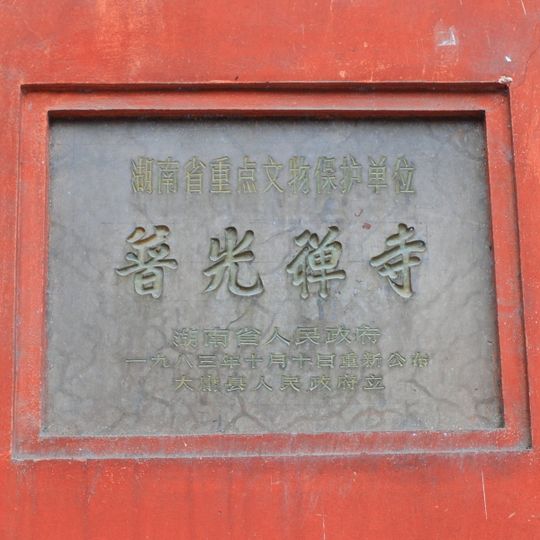 湖南省重点文物保护单位
普光禅寺
湖南省人民政府
一九八三年十月十日重新公布
大庸县人民政府立